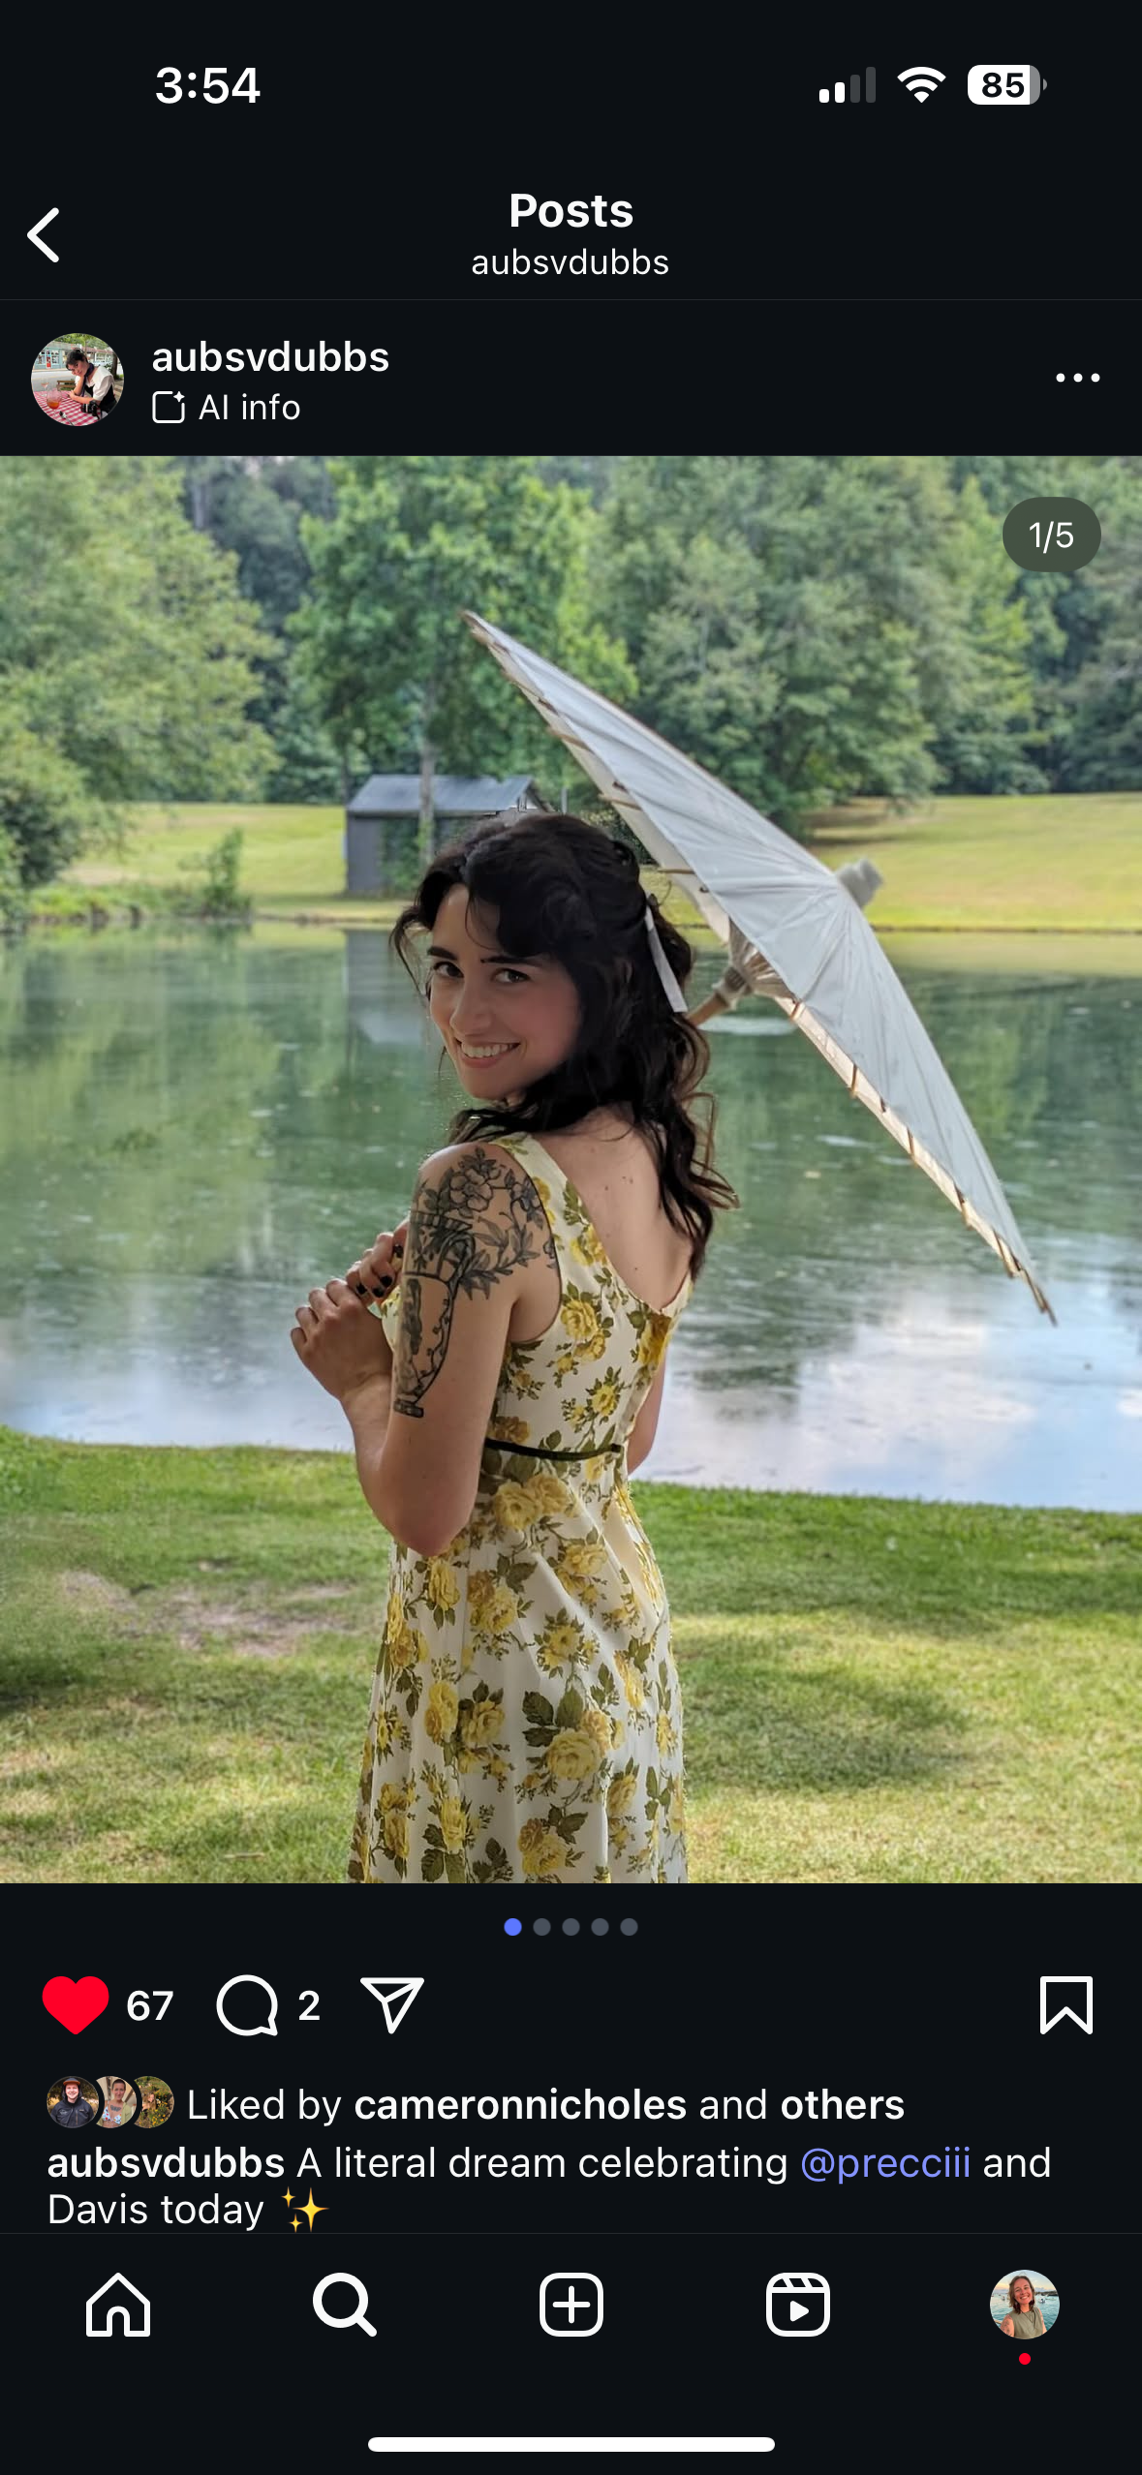 3:54
85
Posts
aubsvdubbs
aubsvdubbs
AI info
1/5
67 2
Liked by cameronnicholes and others
aubsvdubbs A literal dream celebrating @precciii and
Davis today ✨